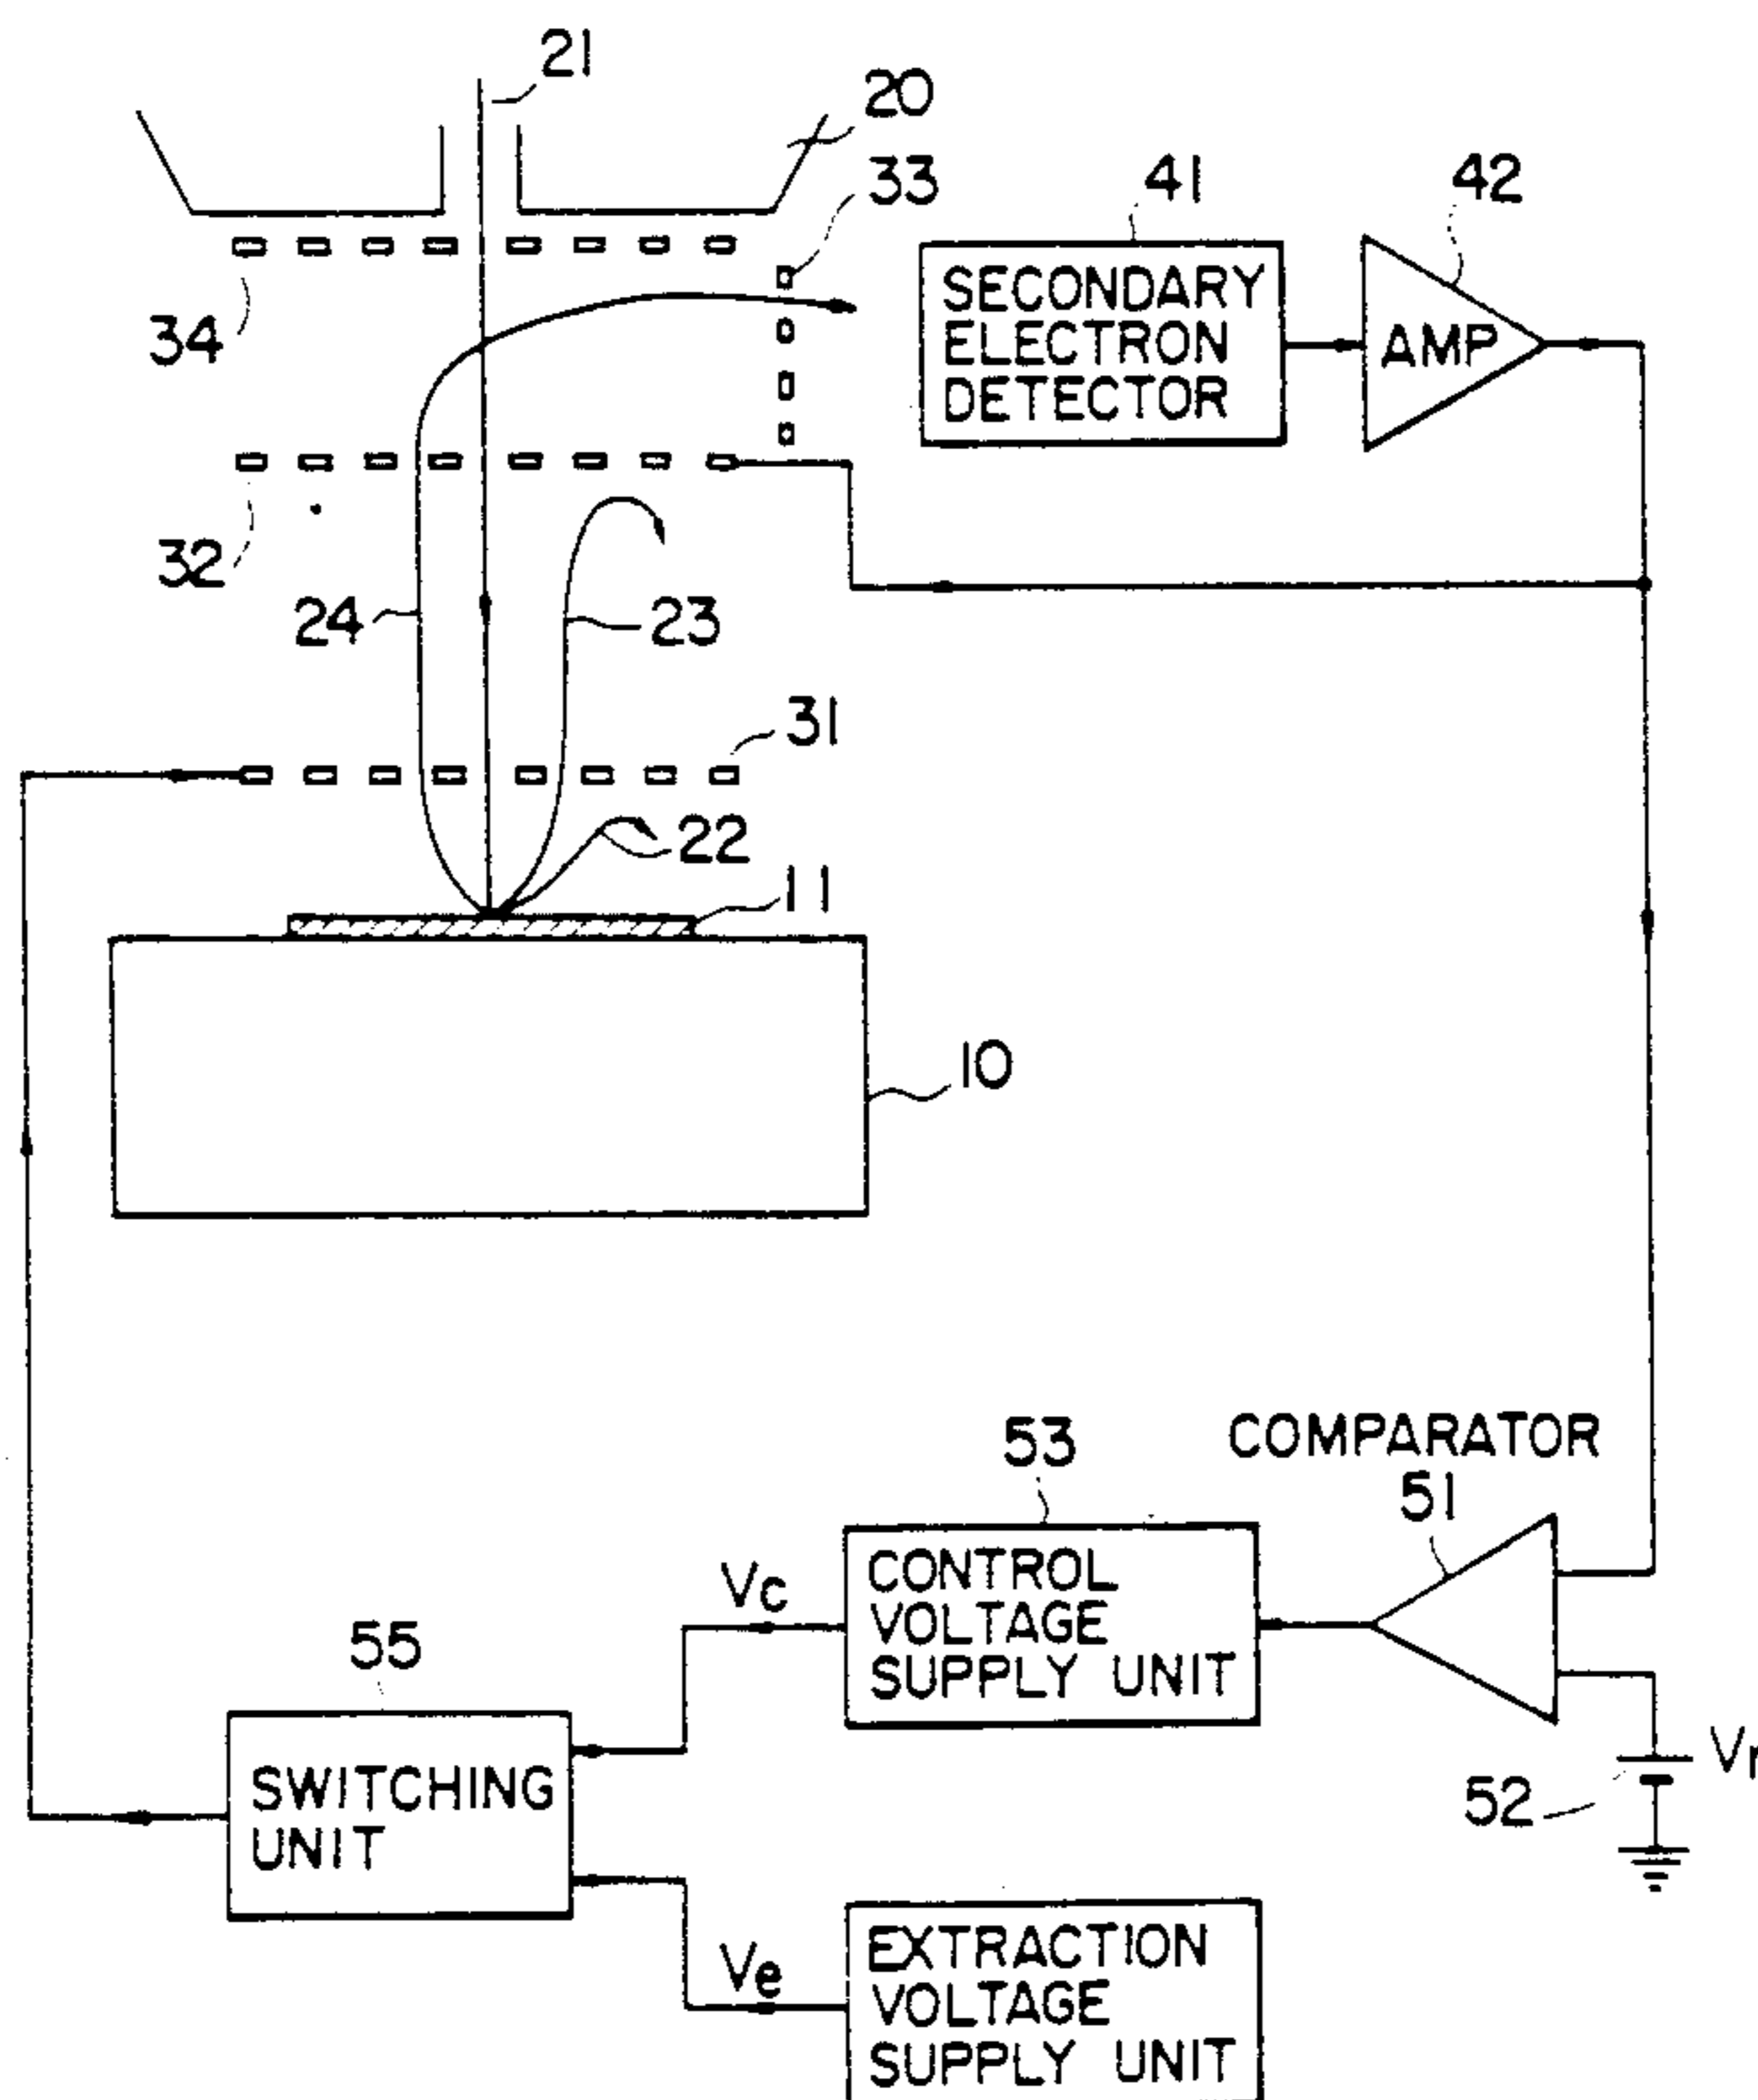 21
20
33
41
42
SECONDARY
ELECTRON
DETECTOR
AMP
34
32
24
23
31
22
11
10
COMPARATOR
51
53
CONTROL
VOLTAGE
SUPPLY UNIT
Vc
55
SWITCHING
UNIT
52
Vr
Ve
EXTRACTION
VOLTAGE
SUPPLY UNIT